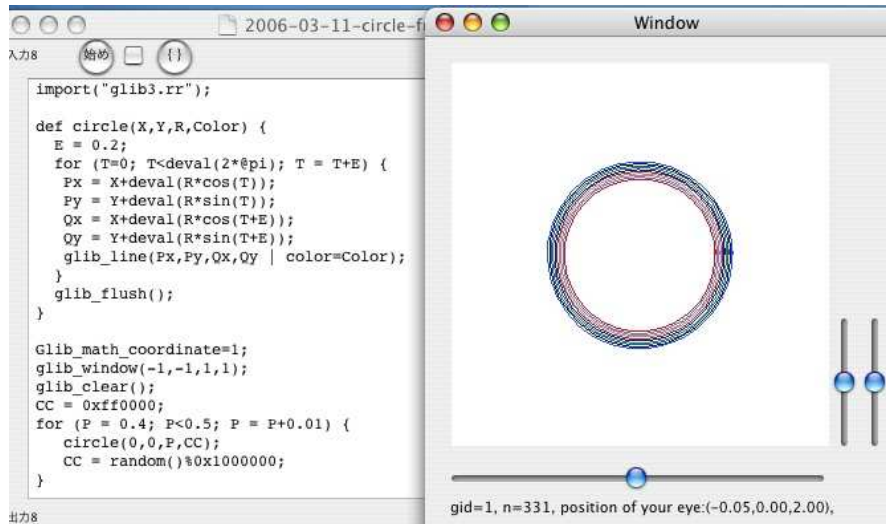 2006-03-11-circle-f
入力8
始め
{}
import("glib3.rr");
def circle(X,Y,R,Color) {
E = 0.2;
for (T=0; T<deval(2*@pi); T = T+E) {
Px = X+deval(R*cos(T));
Py = Y+deval(R*sin(T));
Qx = X+deval(R*cos(T+E));
Qy = Y+deval(R*sin(T+E));
glib_line(Px,Py,Qx,Qy | color=Color);
}
glib_flush();
}
Glib_math_coordinate=1;
glib_window(-1,-1,1,1);
glib_clear();
CC = 0xff0000;
for (P = 0.4; P<0.5; P = P+0.01) {
circle(0,0,P,CC);
CC = random()%0x1000000;
}
出力8
Window
gid=1, n=331, position of your eye:(-0.05,0.00,2.00),